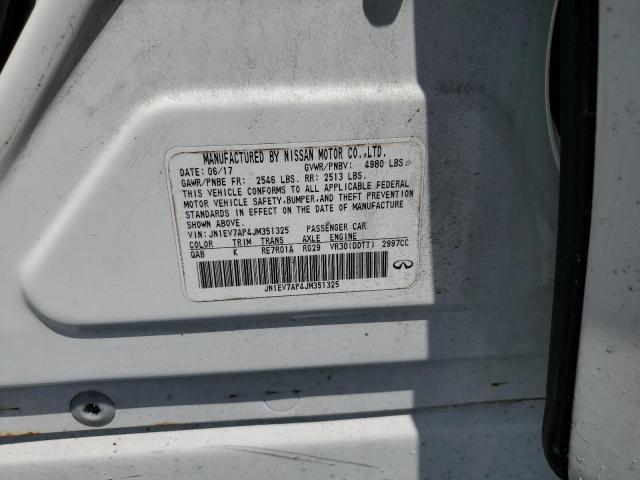 MANUFACTURED BY NISSAN MOTOR CO.,LTD.
DATE: 06/17 GVWR/PNBV: 4980 LBS
GAWR/PNBE FR: 2546 LBS. RR: 2513 LBS.
THIS VEHICLE CONFORMS TO ALL APPLICABLE FEDERAL
MOTOR VEHICLE SAFETY,BUMPER,AND THEFT PREVENTION
STANDARDS IN EFFECT ON THE DATE OF MANUFACTURE
SHOWN ABOVE.
VIN:JN1EV7AP4JM351325 PASSENGER CAR
COLOR TRIM TRANS AXLE ENGINE
QAB K RE7R01A RG29 VR30(DDTT) 2997CC
JN1EV7AP4JM351325
INFINITI